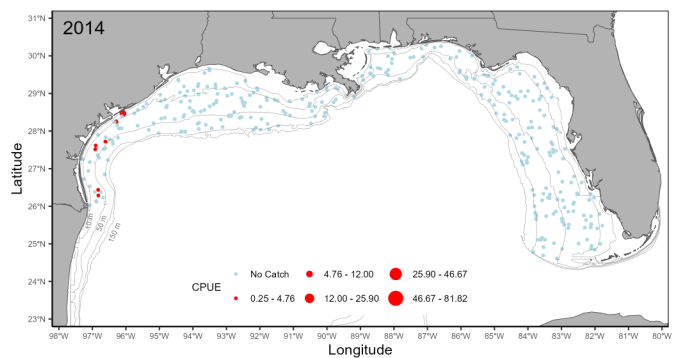 2014
31°N
30°N
29°N
28°N
27°N
26°N
25°N
24°N
23°N
Latitude
10 m
50 m
150 m
CPUE
No Catch
4.76 - 12.00
25.90 - 46.67
0.25 - 4.76
12.00 - 25.90
46.67 - 81.82
98°W 97°W 96°W 95°W 94°W 93°W 92°W 91°W 90°W 89°W 88°W 87°W 86°W 85°W 84°W 83°W 82°W 81°W 80°W
Longitude